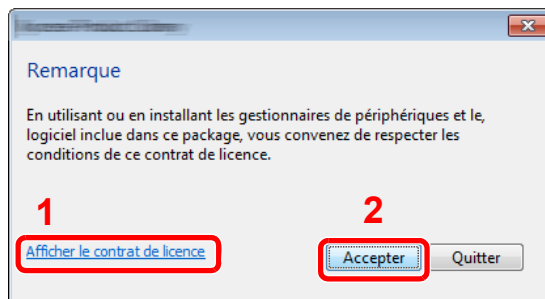 Remarque
En utilisant ou en installant les gestionnaires de périphériques et le,
logiciel inclue dans ce package, vous convenez de respecter les
conditions de ce contrat de licence.
1
2
Afficher le contrat de licence
Accepter
Quitter